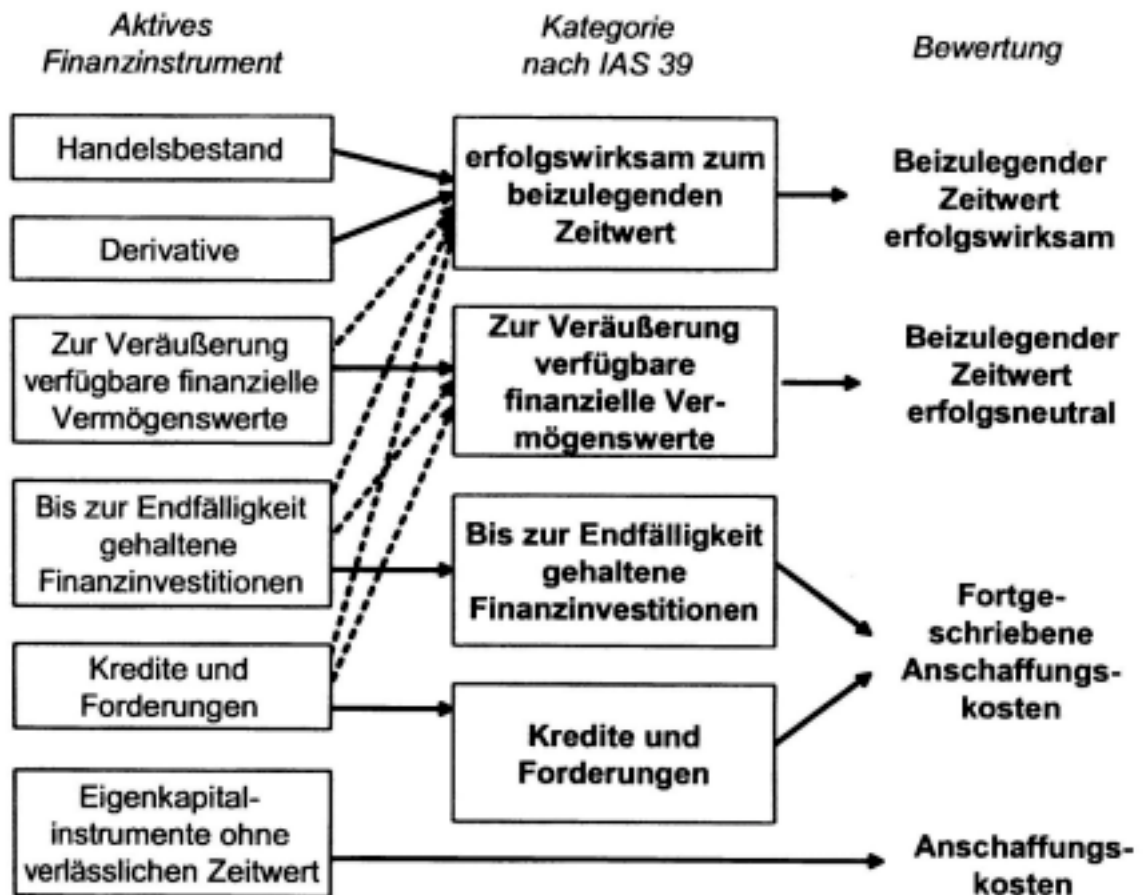 Aktives
Finanzinstrument
Kategorie
nach IAS 39
Bewertung
Handelsbestand
Derivative
Zur Veräußerung
verfügbare finanzielle
Vermögenswerte
Bis zur Endfälligkeit
gehaltene
Finanzinvestitionen
Kredite und
Forderungen
Eigenkapital-
instrumente ohne
verlässlichen Zeitwert
erfolgswirksam zum
beizulegenden
Zeitwert
Zur Veräußerung
verfügbare
finanzielle Ver-
mögenswerte
Bis zur Endfälligkeit
gehaltene
Finanzinvestitionen
Kredite und
Forderungen
Beizulegender
Zeitwert
erfolgswirksam
Beizulegender
Zeitwert
erfolgsneutral
Fortge-
schriebene
Anschaffungs-
kosten
Anschaffungs-
kosten